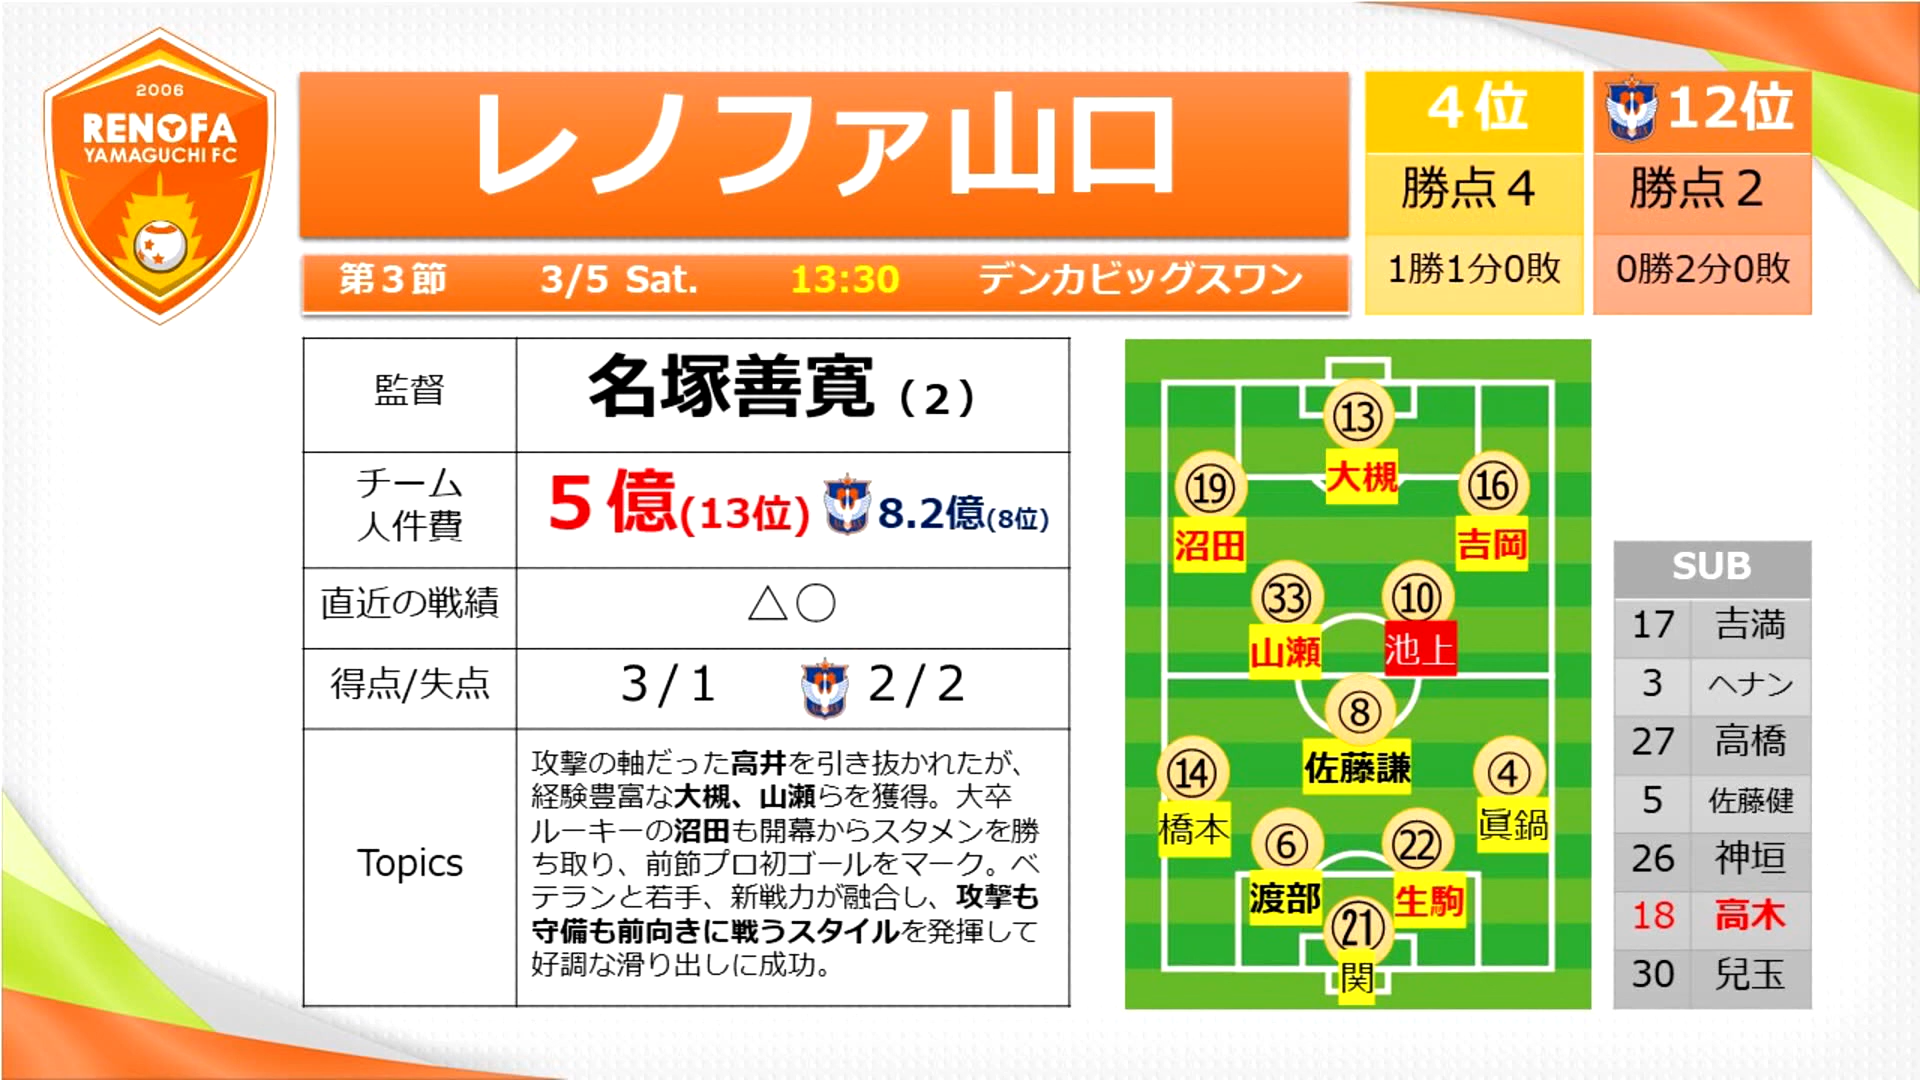 2006
RENOFA
YAMAGUCHI FC
レノファ山口
４位
12位
勝点４
勝点２
1勝1分0敗
0勝2分0敗
第３節 3/5 Sat. 13:30 デンカビッグスワン
監督
名塚善寛（2）
チーム
人件費
５億(13位)
8.2億(8位)
直近の戦績
△○
得点/失点
3/1
2/2
Topics
攻撃の軸だった高井を引き抜かれたが、
経験豊富な大槻、山瀬らを獲得。大卒
ルーキーの沼田も開幕からスタメンを勝
ち取り、前節プロ初ゴールをマーク。ベ
テランと若手、新戦力が融合し、攻撃も
守備も前向きに戦うスタイルを発揮して
好調な滑り出しに成功。
⑬
大槻
⑲
沼田
⑯
吉岡
㉝
山瀬
⑩
池上
⑧
佐藤謙
⑭
橋本
④
眞鍋
⑥
渡部
㉒
生駒
㉑
関
SUB
17 吉満
3 ヘナン
27 高橋
5 佐藤健
26 神垣
18 高木
30 兒玉